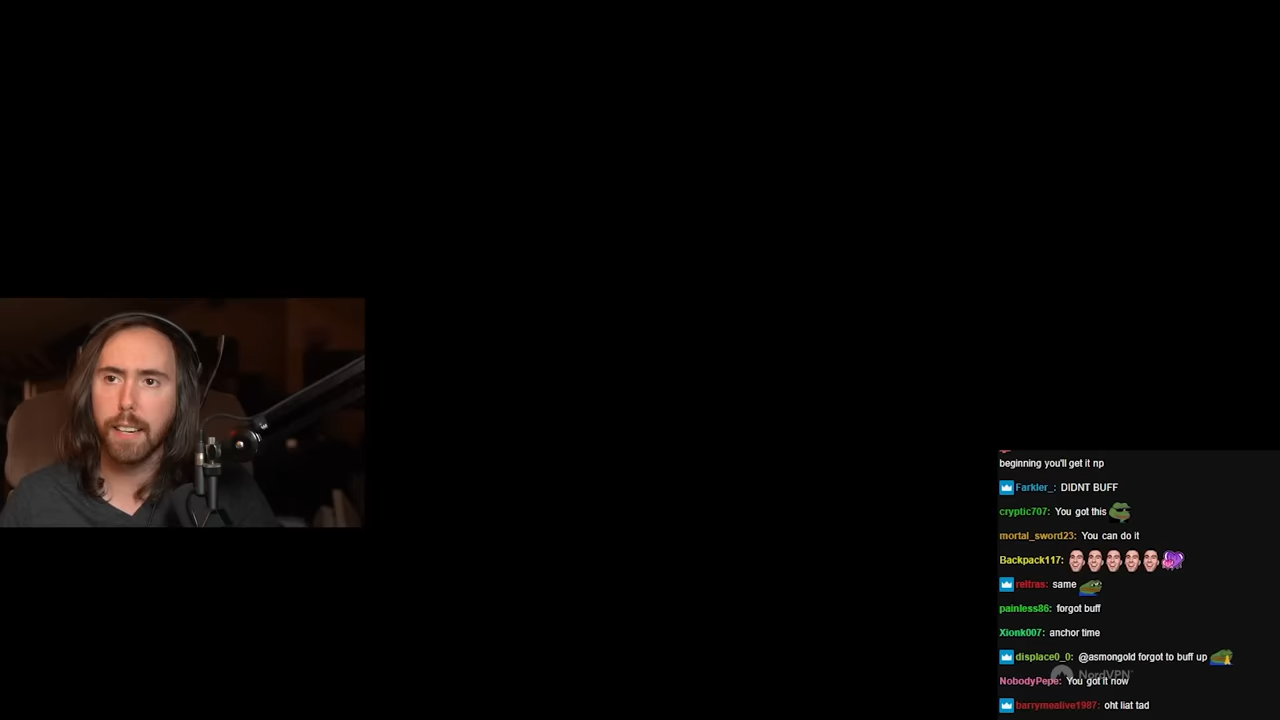 beginning you'll get it np
Farkler_: DIDNT BUFF
cryptic707: You got this
mortal_sword23: You can do it
Backpack117:
reltras: same
painless86: forgot buff
Xionk007: anchor time
displace0_0: @asmongold forgot to buff up
NordVPN
NobodyPepe: You got it now
barrymealive1987: oht liat tad